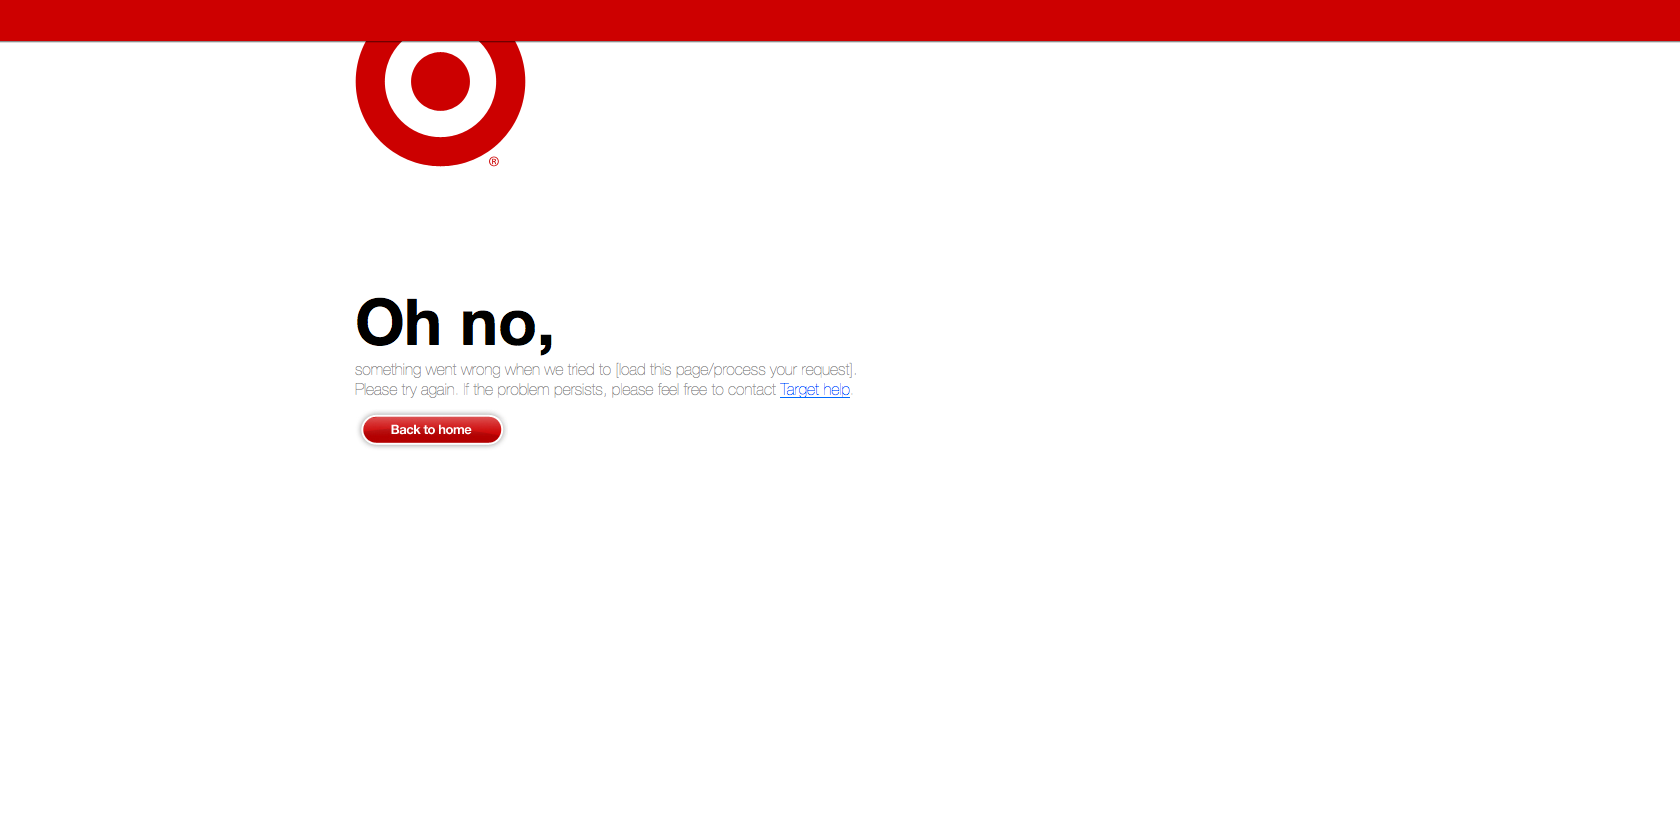 ®
Oh no,
something went wrong when we tried to [load this page/process your request].
Please try again. If the problem persists, please feel free to contact Target help.
Back to home